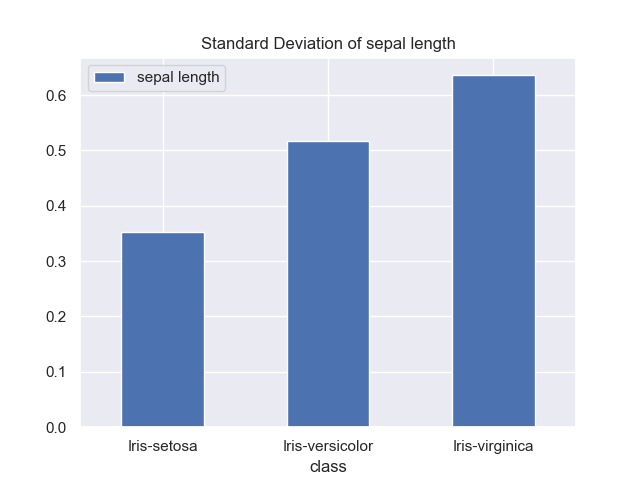 Standard Deviation of sepal length
sepal length
0.6
0.5
0.4
0.3
0.2
0.1
0.0
Iris-setosa Iris-versicolor Iris-virginica
class